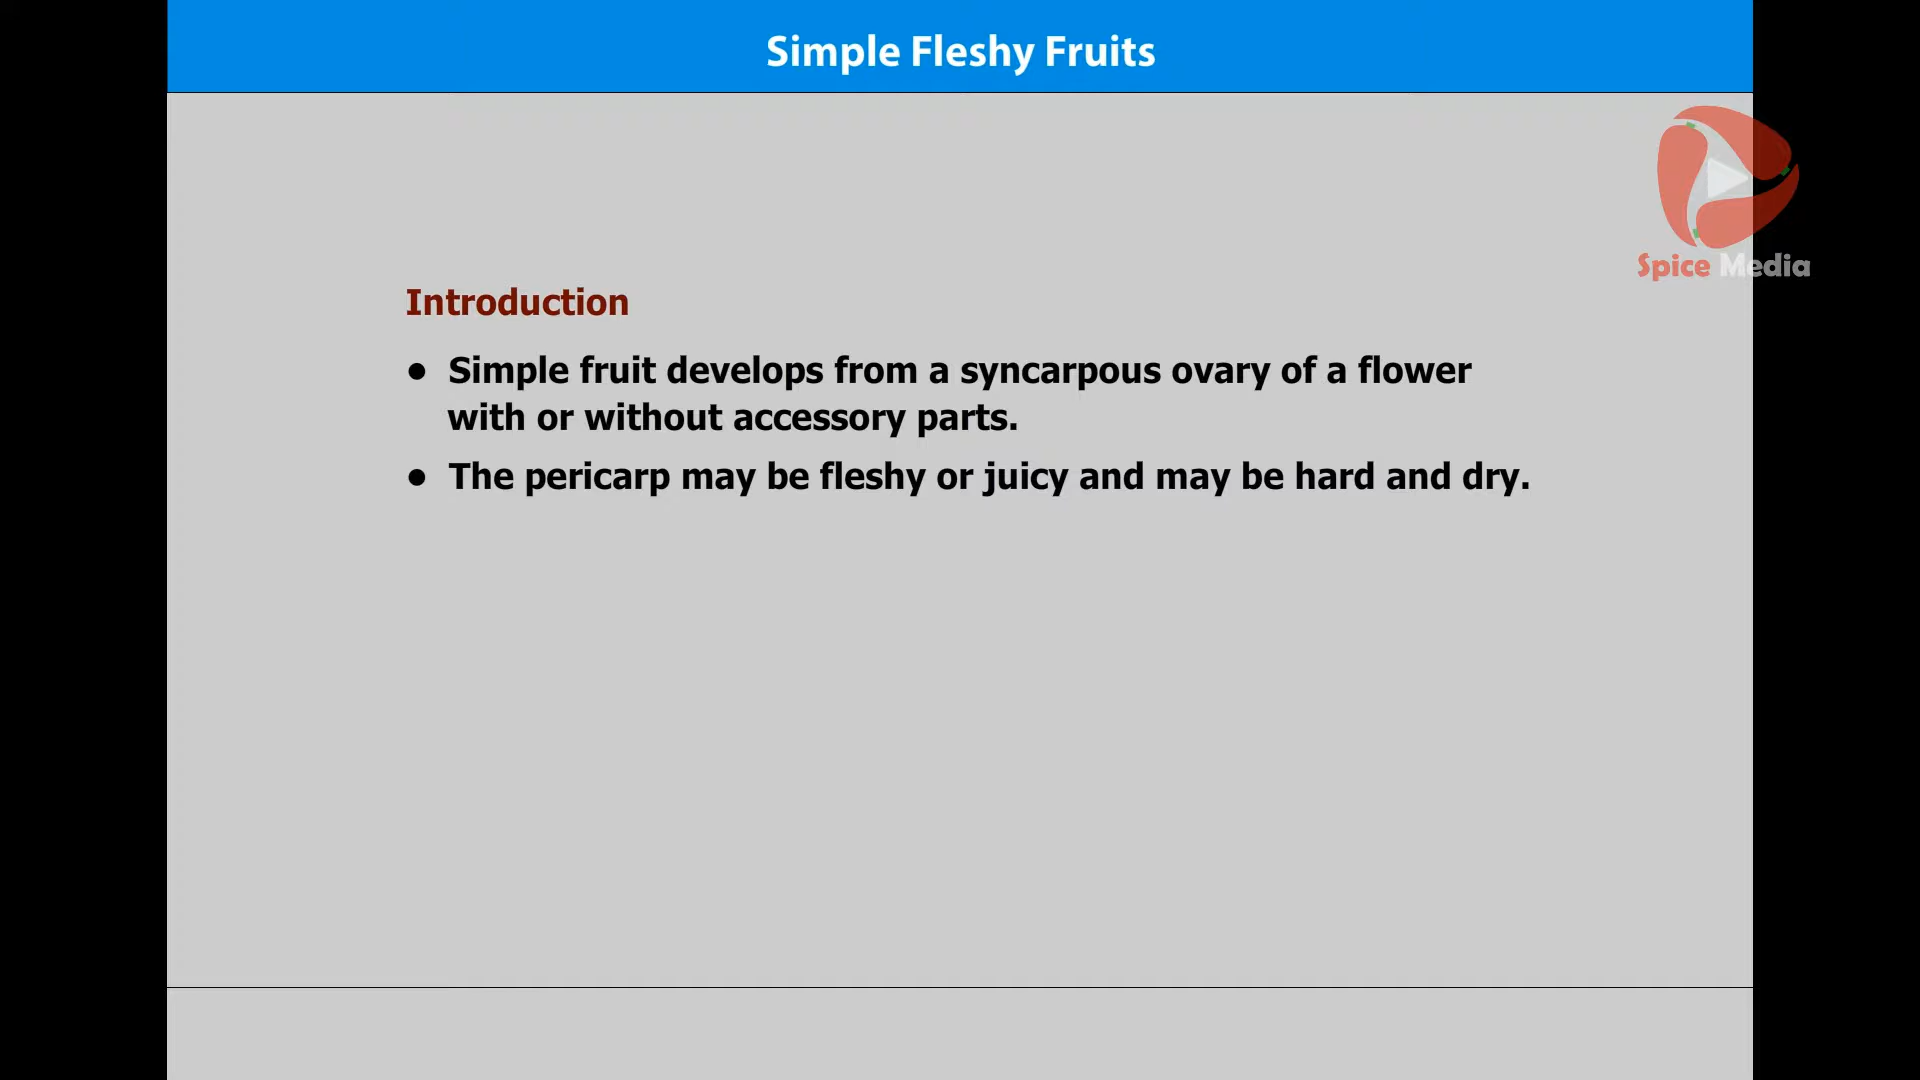 Simple Fleshy Fruits
Spice Media
Introduction
● Simple fruit develops from a syncarpous ovary of a flower
with or without accessory parts.
● The pericarp may be fleshy or juicy and may be hard and dry.